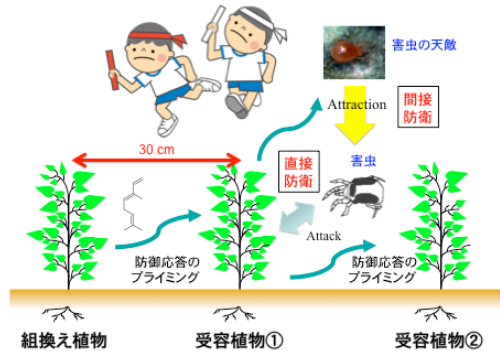 害虫の天敵
Attraction
間接
防衛
30 cm
直接
防衛
害虫
Attack
防御応答の
プライミング
防御応答の
プライミング
組換え植物
受容植物①
受容植物②